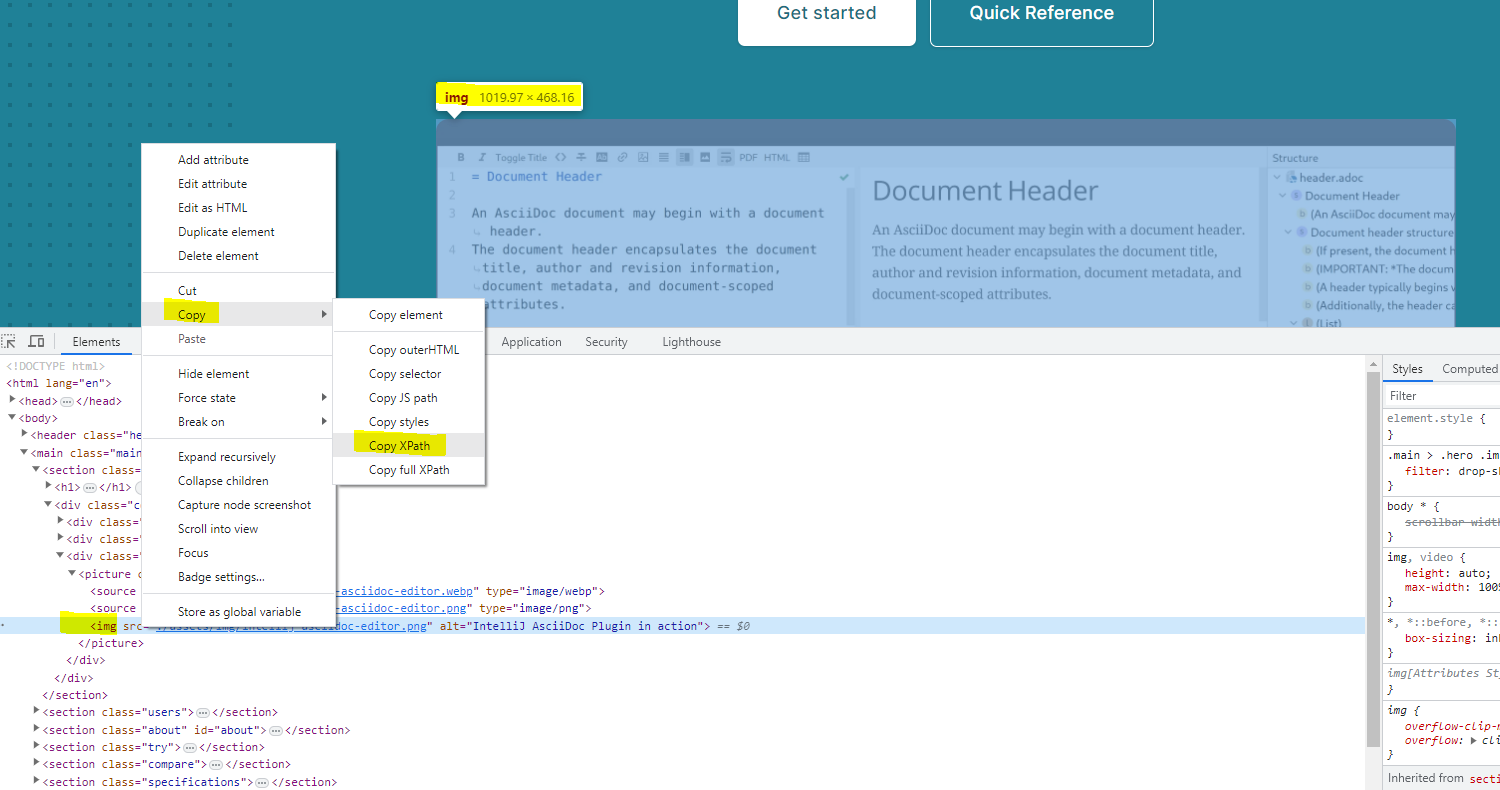 Get started
Quick Reference
img 1019.97 × 468.16
B I Toggle Title PDF HTML
Structure
1 = Document Header
2
3 An AsciiDoc document may begin with a document
header.
4 The document header encapsulates the document
title, author and revision information,
document metadata, and document-scoped
attributes.
Document Header
An AsciiDoc document may begin with a document header.
The document header encapsulates the document title,
author and revision information, document metadata, and
document-scoped attributes.
header.adoc
Document Header
(An AsciiDoc document may
Document header structure
(If present, the document h
(IMPORTANT: *The docum
(A header typically begins
(Additionally, the header ca
(List)
Add attribute
Edit attribute
Edit as HTML
Duplicate element
Delete element
Cut
Copy
Paste
Hide element
Force state
Break on
Expand recursively
Collapse children
Capture node screenshot
Scroll into view
Focus
Badge settings...
Store as global variable
Copy element
Copy outerHTML
Copy selector
Copy JS path
Copy styles
Copy XPath
Copy full XPath
Elements Application Security Lighthouse
<!DOCTYPE html>
<html lang="en">
<head> … </head>
<body>
<header class="he
<main class="main
<section class=
<h1> … </h1>
<div class="c
<div class="
<div class="
<div class="
<picture c
<source -asciidoc-editor.webp" type="image/webp">
<source -asciidoc-editor.png" type="image/png">
<img src="./assets/img/intellij-asciidoc-editor.png" alt="IntelliJ AsciiDoc Plugin in action"> == $0
</picture>
</div>
</div>
</section>
<section class="users"> … </section>
<section class="about" id="about"> … </section>
<section class="try"> … </section>
<section class="compare"> … </section>
<section class="specifications"> … </section>
Styles Computed
Filter
element.style {
}
.main > .hero .im
filter: drop-sh
}
body * {
scrollbar-width
}
img, video {
height: auto;
max-width: 100%
}
*, *::before, *::
box-sizing:
}
img[Attributes Sty
}
img {
overflow-clip-m
overflow: cli
}
Inherited from secti